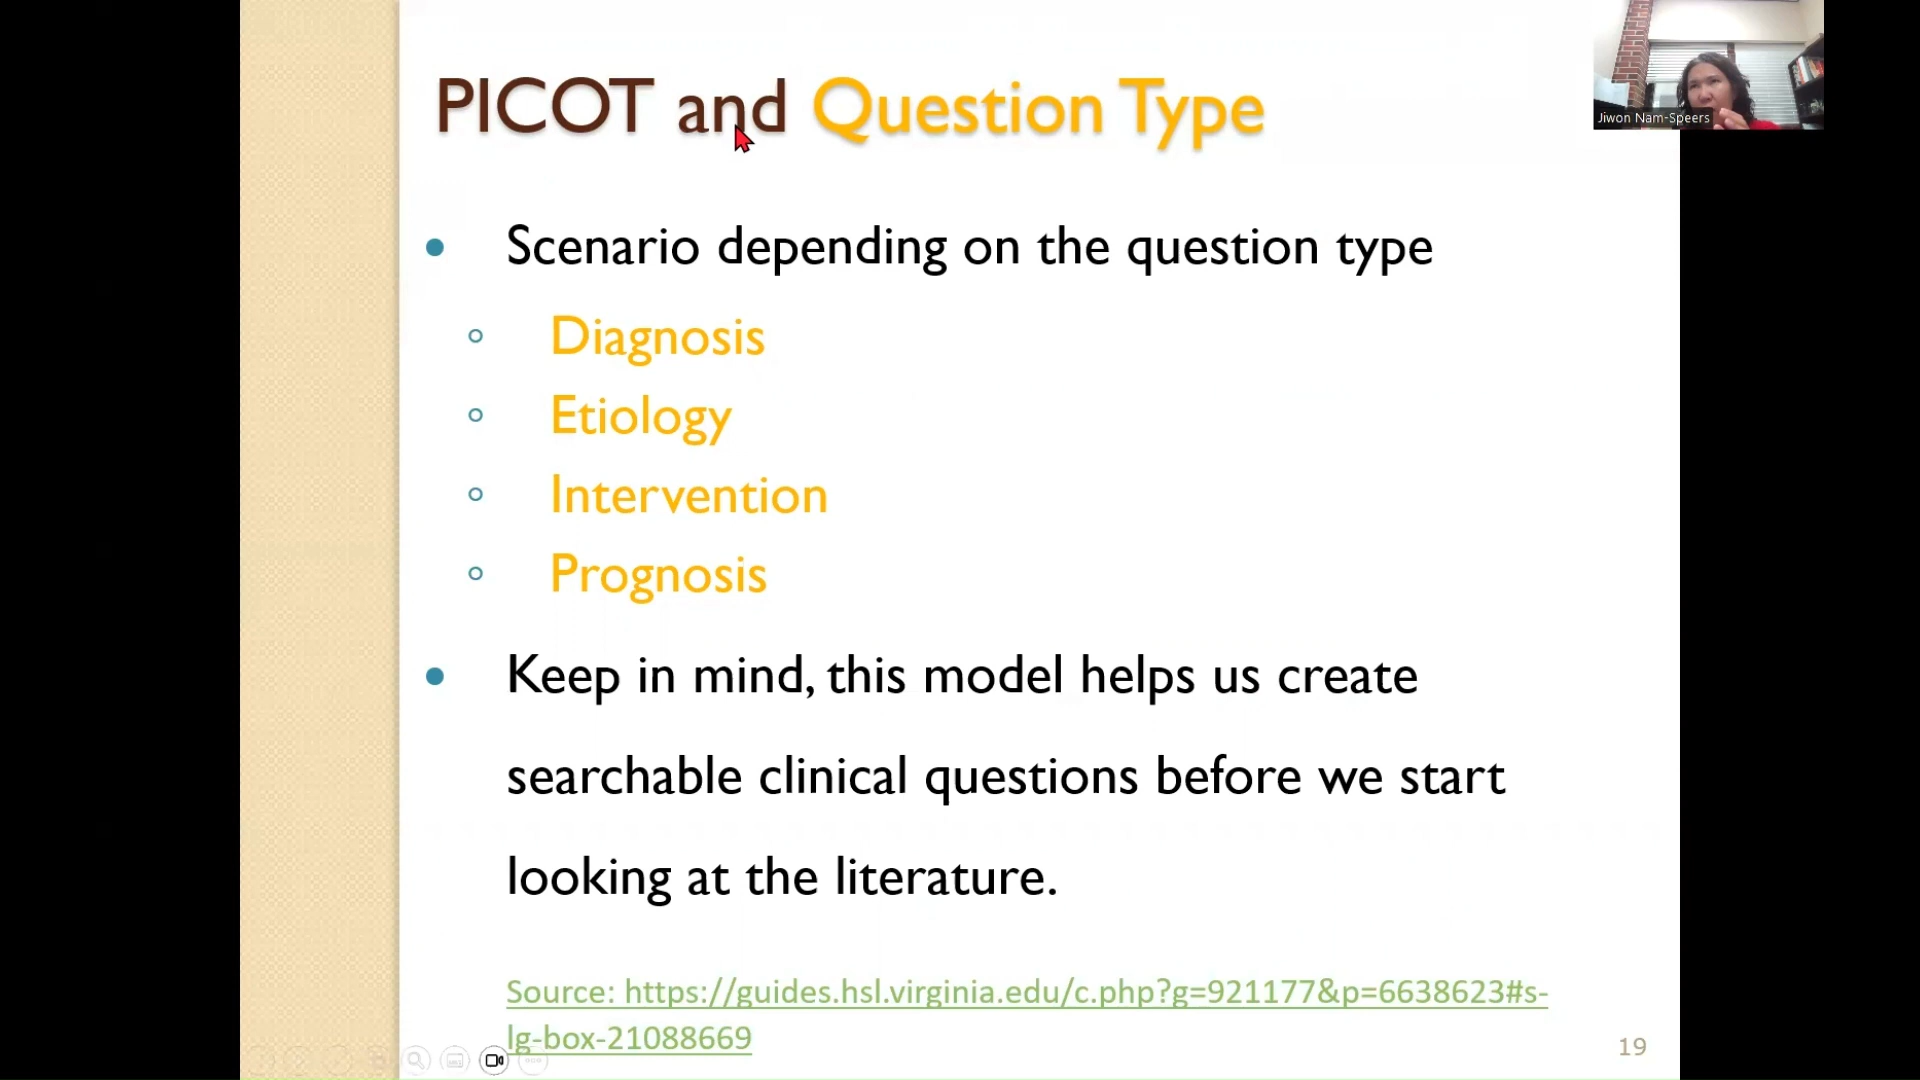 PICOT and Question Type
Jiwon Nam-Speers
Scenario depending on the question type
Diagnosis
Etiology
Intervention
Prognosis
Keep in mind, this model helps us create
searchable clinical questions before we start
looking at the literature.
Source: https://guides.hsl.virginia.edu/c.php?g=921177&p=6638623#s-
lg-box-21088669
19